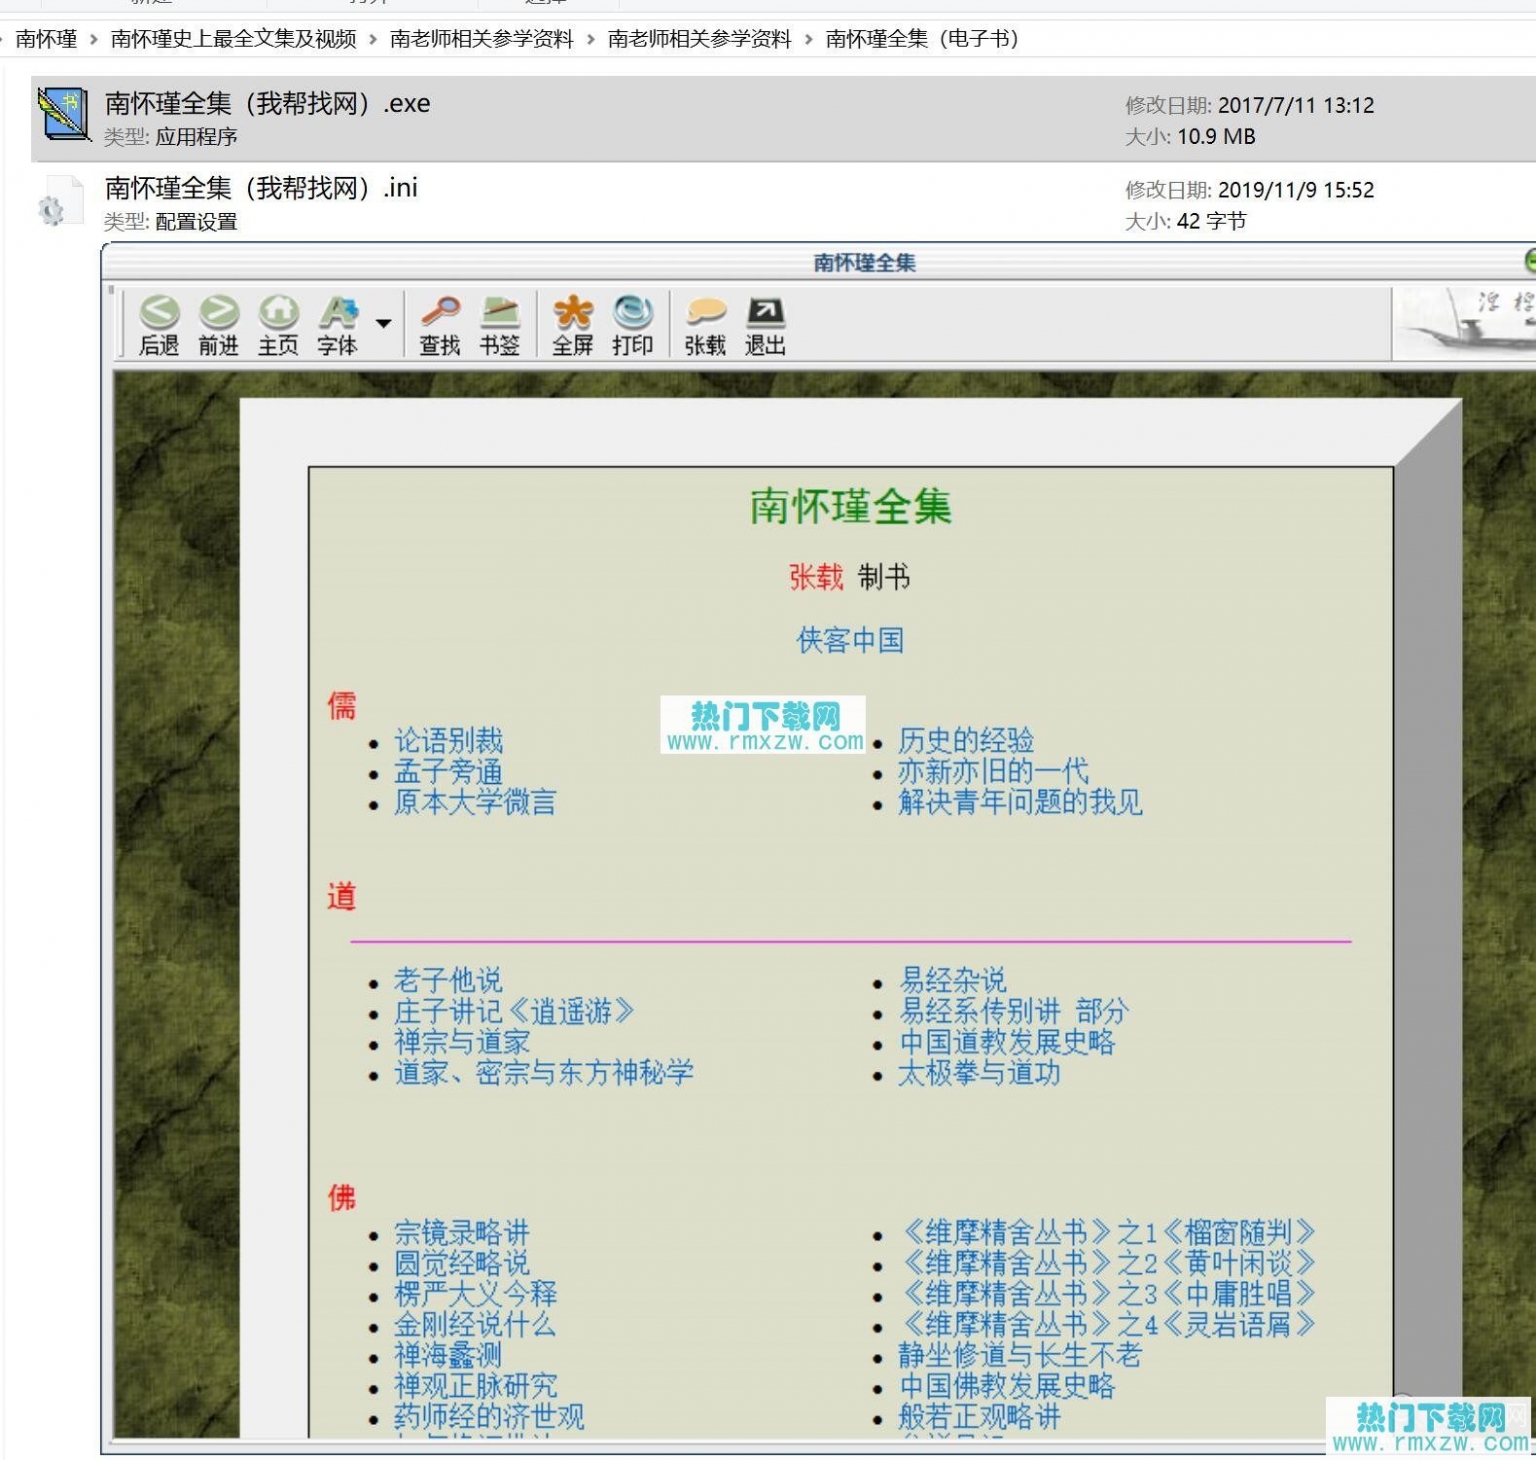 南怀瑾 › 南怀瑾史上最全文集及视频 › 南老师相关参学资料 › 南老师相关参学资料 › 南怀瑾全集（电子书）
南怀瑾全集（我帮找网）.exe
类型: 应用程序
修改日期: 2017/7/11 13:12
大小: 10.9 MB
南怀瑾全集（我帮找网）.ini
类型: 配置设置
修改日期: 2019/11/9 15:52
大小: 42 字节
南怀瑾全集
后退 前进 主页 字体 查找 书签 全屏 打印 张载 退出
南怀瑾全集
张载 制书
侠客中国
儒
热门下载网
www.rmxzw.com
论语别裁
孟子旁通
原本大学微言
历史的经验
亦新亦旧的一代
解决青年问题的我见
道
老子他说
庄子讲记《逍遥游》
禅宗与道家
道家、密宗与东方神秘学
易经杂说
易经系传别讲 部分
中国道教发展史略
太极拳与道功
佛
宗镜录略讲
圆觉经略说
楞严大义今释
金刚经说什么
禅海蠡测
禅观正脉研究
药师经的济世观
《维摩精舍丛书》之1《榴窗随判》
《维摩精舍丛书》之2《黄叶闲谈》
《维摩精舍丛书》之3《中庸胜唱》
《维摩精舍丛书》之4《灵岩语屑》
静坐修道与长生不老
中国佛教发展史略
般若正观略讲
热门下载网
www.rmxzw.com